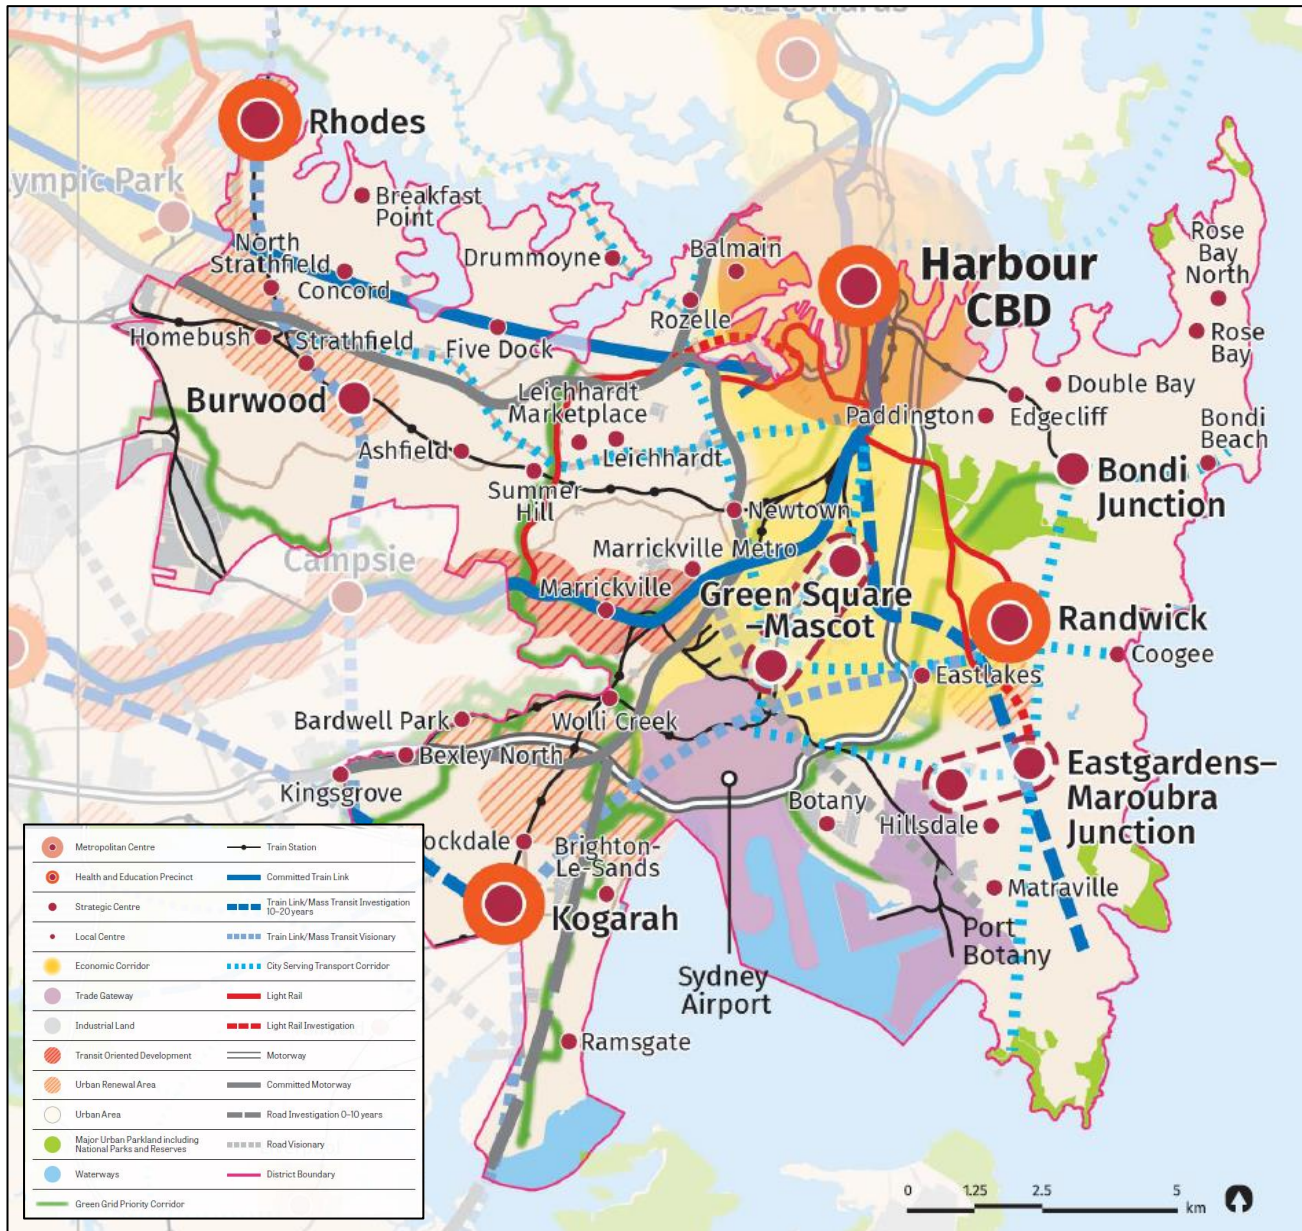 St Leonards
Rhodes
lympic Park
Breakfast
Point
North
Strathfield
Concord
Drummoyne
Balmain
Rozelle
Harbour
CBD
Rose
Bay
North
Rose
Bay
Homebush
Strathfield
Five Dock
Burwood
Leichhardt
Marketplace
Leichhardt
Ashfield
Summer
Hill
Paddington
Edgecliff
Double Bay
Bondi
Beach
Bondi
Junction
Newtown
Campsie
Marrickville Metro
Marrickville
Green Square
–Mascot
Randwick
Coogee
Eastlakes
Bardwell Park
Wolli Creek
Bexley North
Kingsgrove
Eastgardens–
Maroubra
Junction
Botany
Hillsdale
Matraville
ockdale
Brighton-
Le-Sands
Kogarah
Port
Botany
Sydney
Airport
Ramsgate
Metropolitan Centre
Train Station
Health and Education Precinct
Committed Train Link
Strategic Centre
Train Link/Mass Transit Investigation
10–20 years
Local Centre
Train Link/Mass Transit Visionary
Economic Corridor
City Serving Transport Corridor
Trade Gateway
Light Rail
Industrial Land
Light Rail Investigation
Transit Oriented Development
Motorway
Urban Renewal Area
Committed Motorway
Urban Area
Road Investigation 0–10 years
Major Urban Parkland including
National Parks and Reserves
Road Visionary
Waterways
District Boundary
Green Grid Priority Corridor
0 1.25 2.5 5
km